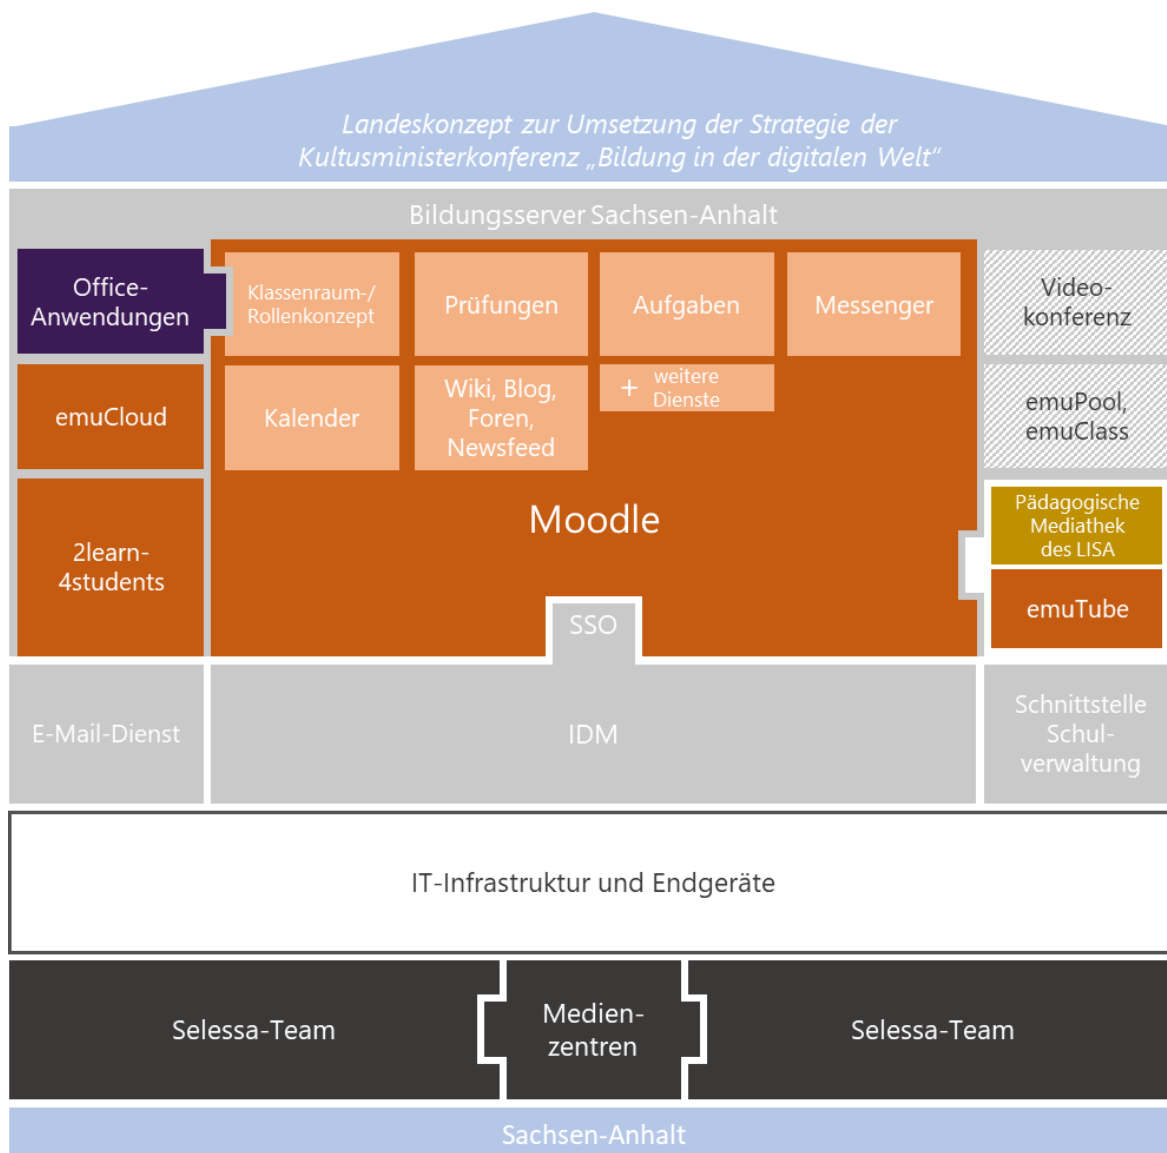 Landeskonzept zur Umsetzung der Strategie der
Kultusministerkonferenz „Bildung in der digitalen Welt“
Bildungsserver Sachsen-Anhalt
Office-
Anwendungen
Klassenraum-/
Rollenkonzept
Prüfungen
Aufgaben
Messenger
Video-
konferenz
emuCloud
Kalender
Wiki, Blog,
Foren,
Newsfeed
+ weitere
Dienste
emuPool,
emuClass
2learn-
4students
Moodle
Pädagogische
Mediathek
des LISA
emuTube
SSO
E-Mail-Dienst
IDM
Schnittstelle
Schul-
verwaltung
IT-Infrastruktur und Endgeräte
Selessa-Team
Medien-
zentren
Selessa-Team
Sachsen-Anhalt